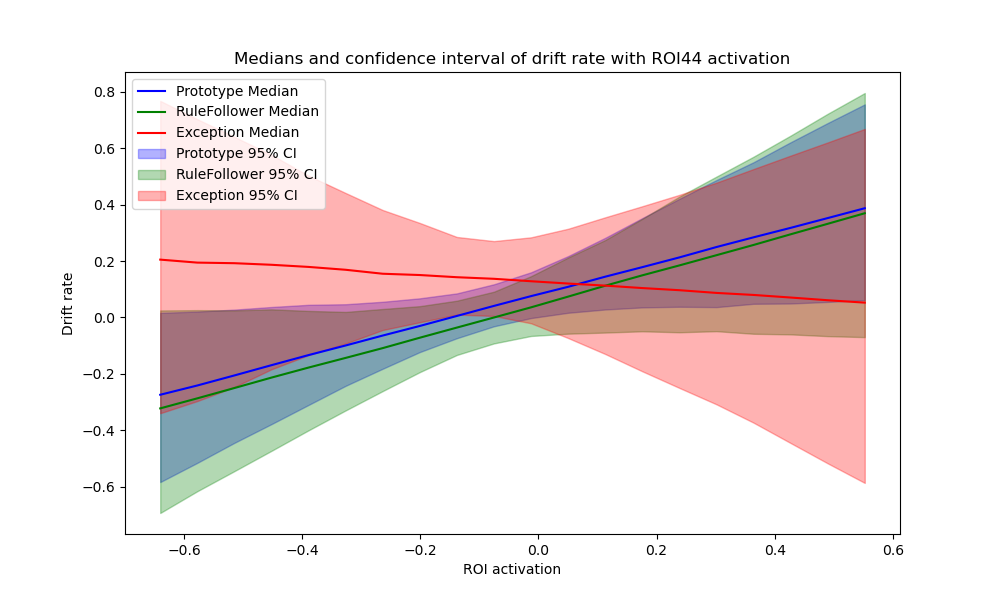 Medians and confidence interval of drift rate with ROI44 activation
Prototype Median
RuleFollower Median
Exception Median
Prototype 95% CI
RuleFollower 95% CI
Exception 95% CI
Drift rate
0.8
0.6
0.4
0.2
0.0
−0.2
−0.4
−0.6
−0.6
−0.4
−0.2
0.0
0.2
0.4
0.6
ROI activation